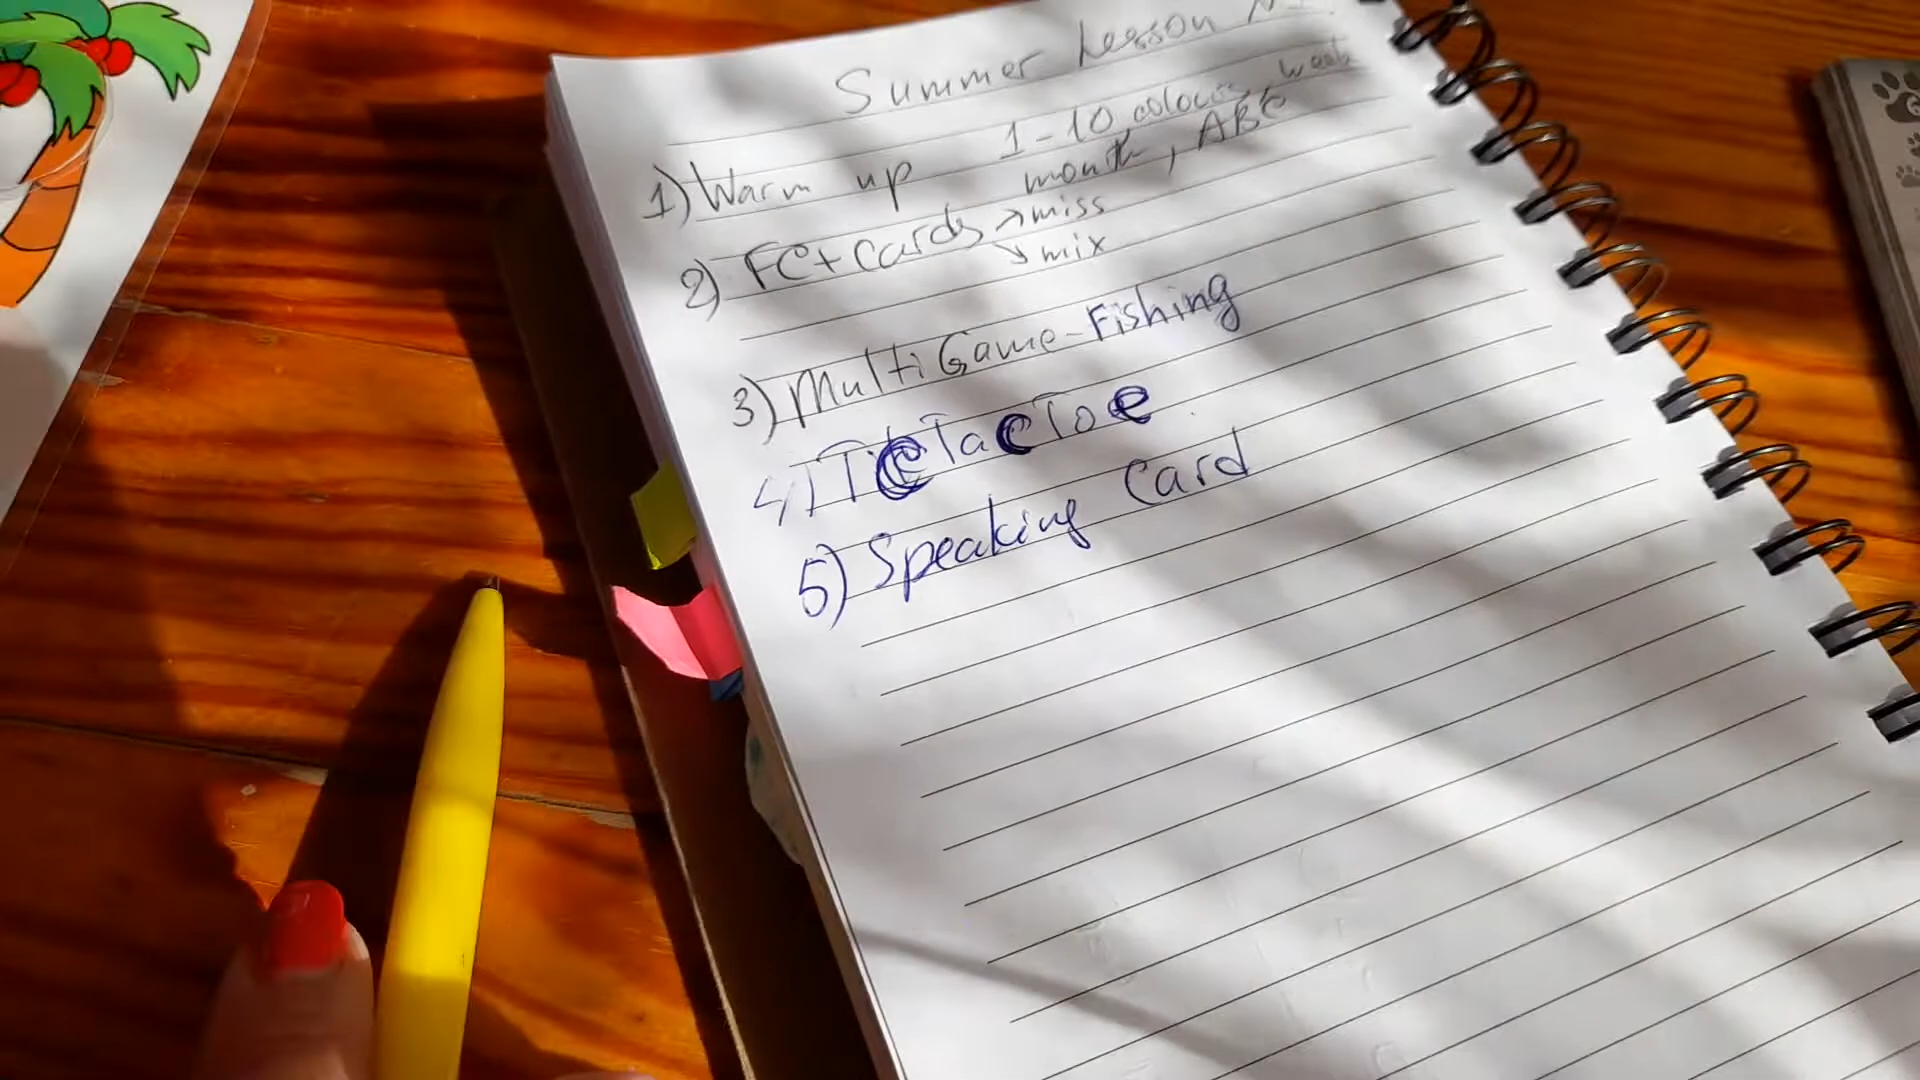 Summer Lesson
1) Warm up 1-10 colours, week
month, ABC
2) FC+cards → miss
↘ mix
3) Multi Game - Fishing
4) TicTacToe
5) Speaking Card